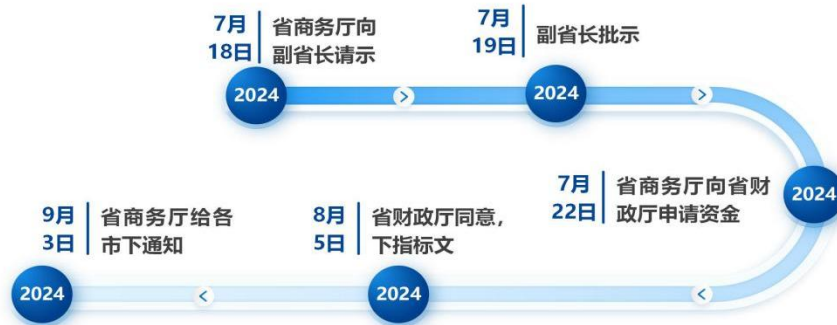 7月
18日
省商务厅向
副省长请示
7月
19日
副省长批示
2024
2024
7月
22日
省商务厅向省财
政厅申请资金
2024
8月
5日
省财政厅同意，
下指标文
2024
9月
3日
省商务厅给各
市下通知
2024